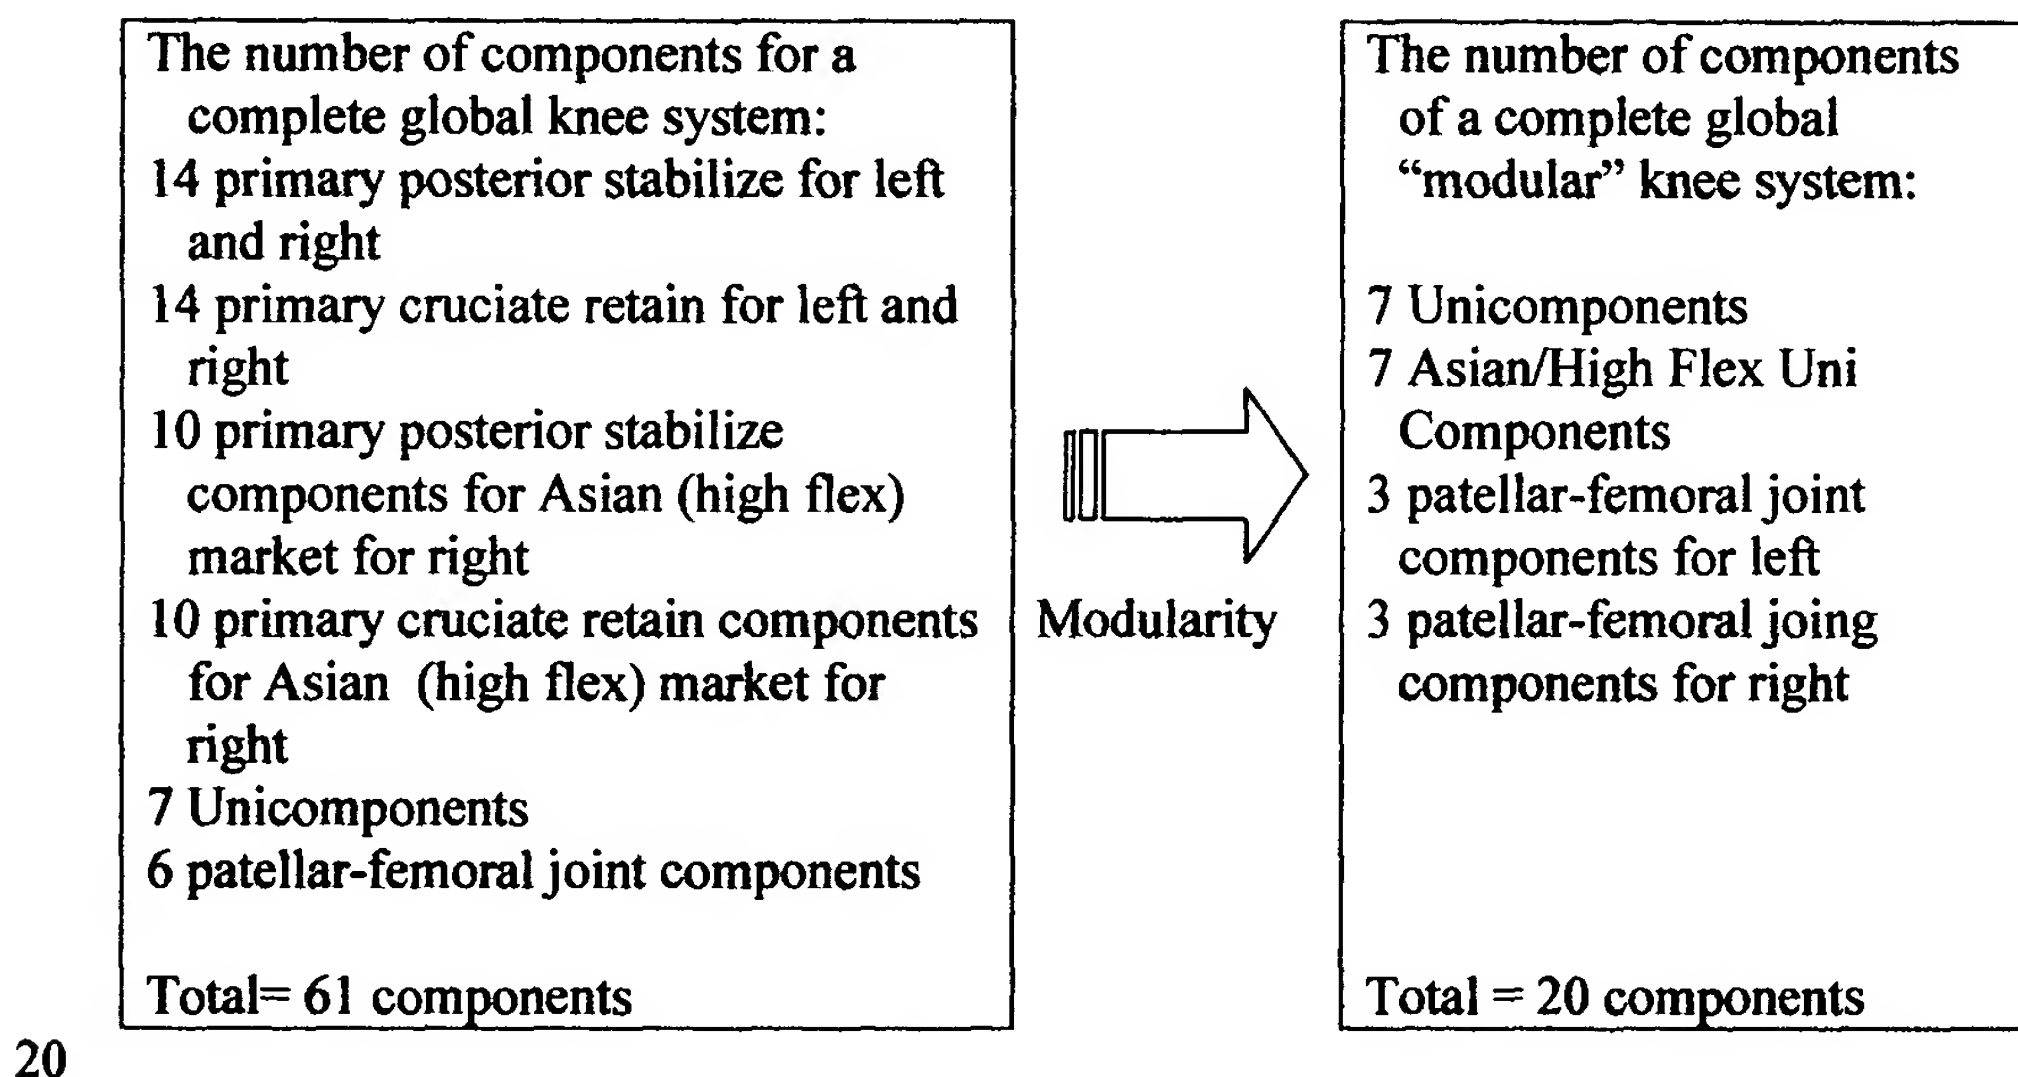 The number of components for a
complete global knee system:
14 primary posterior stabilize for left
and right
14 primary cruciate retain for left and
right
10 primary posterior stabilize
components for Asian (high flex)
market for right
10 primary cruciate retain components
for Asian (high flex) market for
right
7 Unicomponents
6 patellar-femoral joint components
Total= 61 components
Modularity
The number of components
of a complete global
“modular” knee system:
7 Unicomponents
7 Asian/High Flex Uni
Components
3 patellar-femoral joint
components for left
3 patellar-femoral joing
components for right
Total = 20 components
20